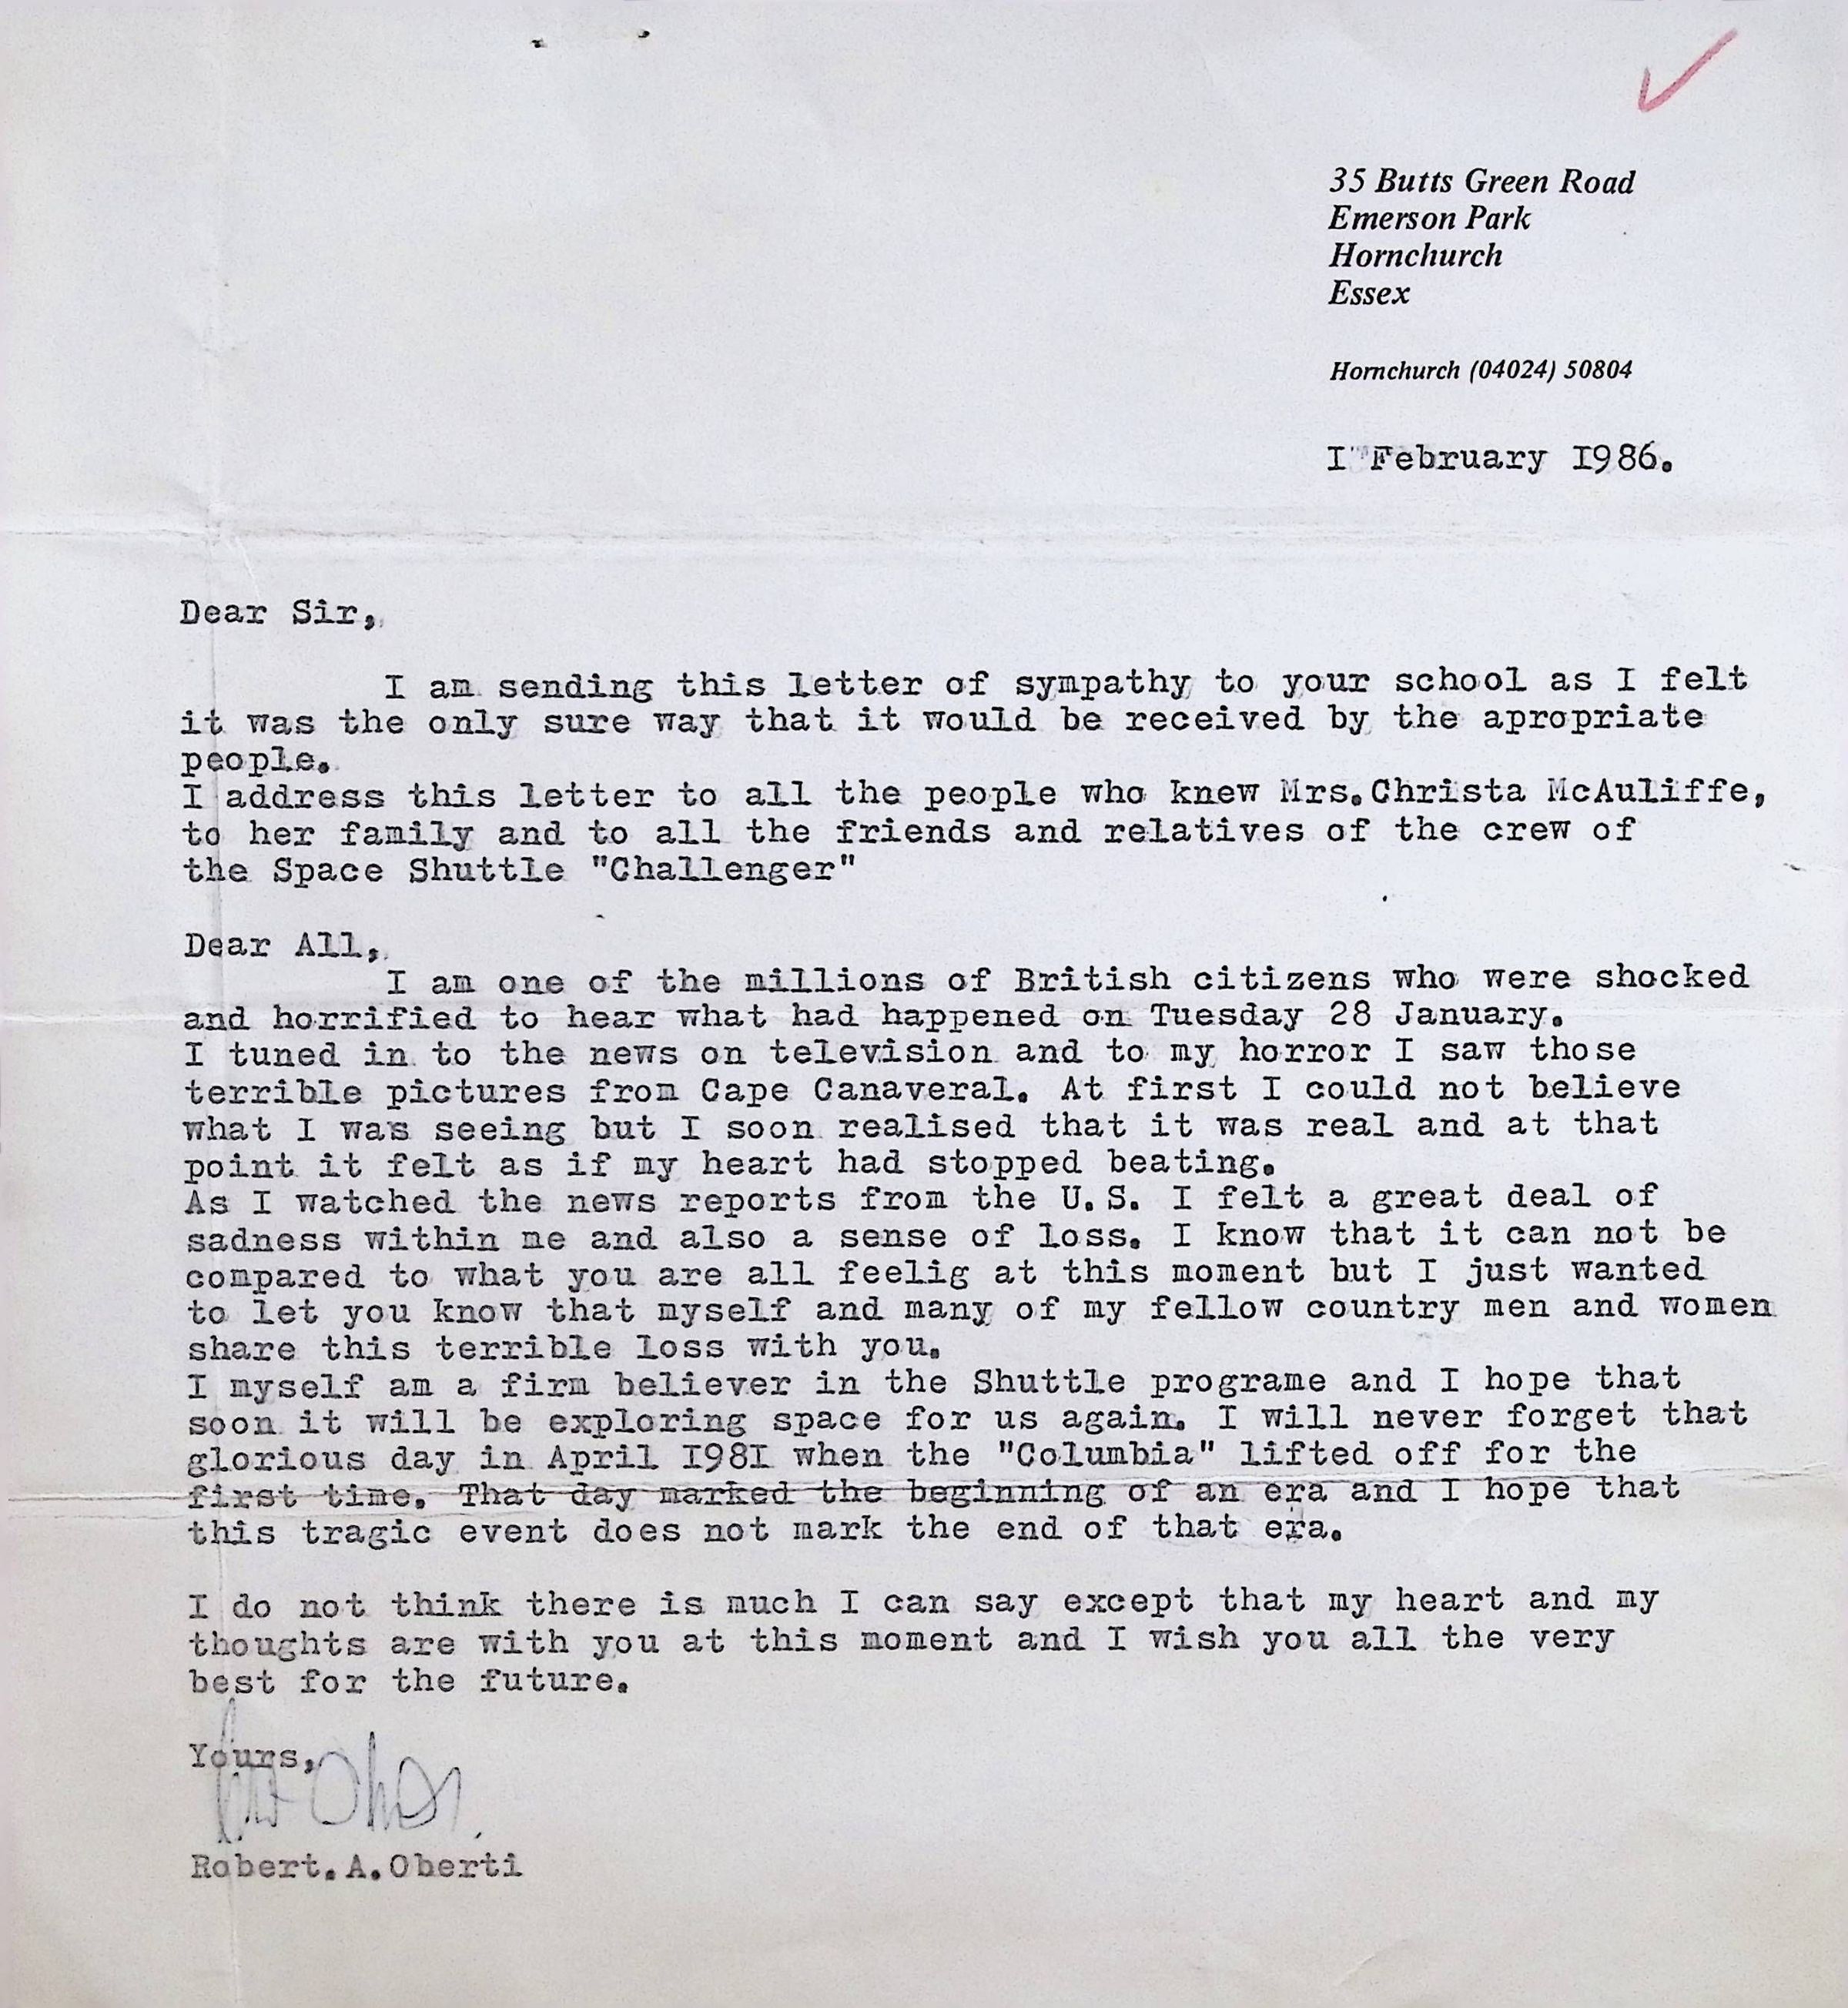 35 Butts Green Road
Emerson Park
Hornchurch
Essex
Hornchurch (04024) 50804
I February I986.
Dear Sir,
I am sending this letter of sympathy to your school as I felt
it was the only sure way that it would be received by the apropriate
people.
I address this letter to all the people who knew Mrs.Christa McAuliffe,
to her family and to all the friends and relatives of the crew of
the Space Shuttle "Challenger"
Dear All,
I am one of the millions of British citizens who were shocked
and horrified to hear what had happened on Tuesday 28 January.
I tuned in to the news on television and to my horror I saw those
terrible pictures from Cape Canaveral. At first I could not believe
what I was seeing but I soon realised that it was real and at that
point it felt as if my heart had stopped beating.
As I watched the news reports from the U.S. I felt a great deal of
sadness within me and also a sense of loss. I know that it can not be
compared to what you are all feelig at this moment but I just wanted
to let you know that myself and many of my fellow country men and women
share this terrible loss with you.
I myself am a firm believer in the Shuttle programe and I hope that
soon it will be exploring space for us again. I will never forget that
glorious day in April I98I when the "Columbia" lifted off for the
first time. That day marked the beginning of an era and I hope that
this tragic event does not mark the end of that era.
I do not think there is much I can say except that my heart and my
thoughts are with you at this moment and I wish you all the very
best for the future.
Yours,
Robert.A.Oberti